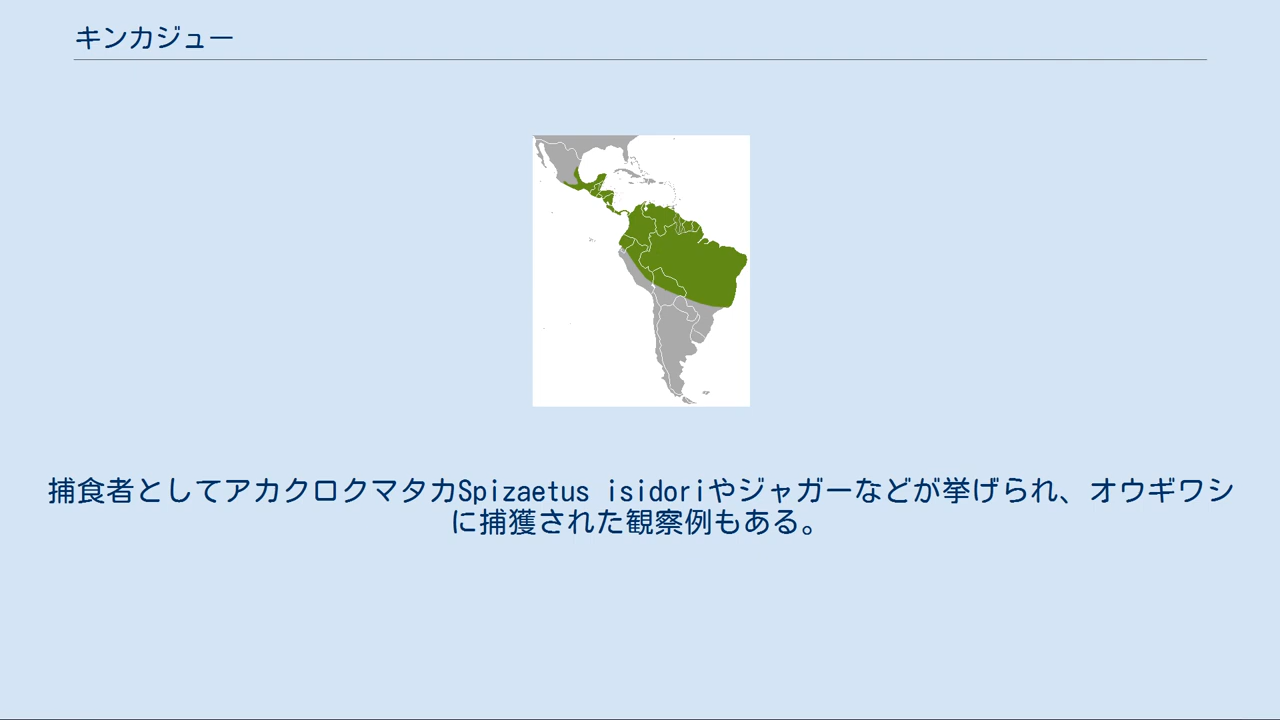 キンカジュー
捕食者としてアカクロクマタカSpizaetus isidoriやジャガーなどが挙げられ、オウギワシ
に捕獲された観察例もある。